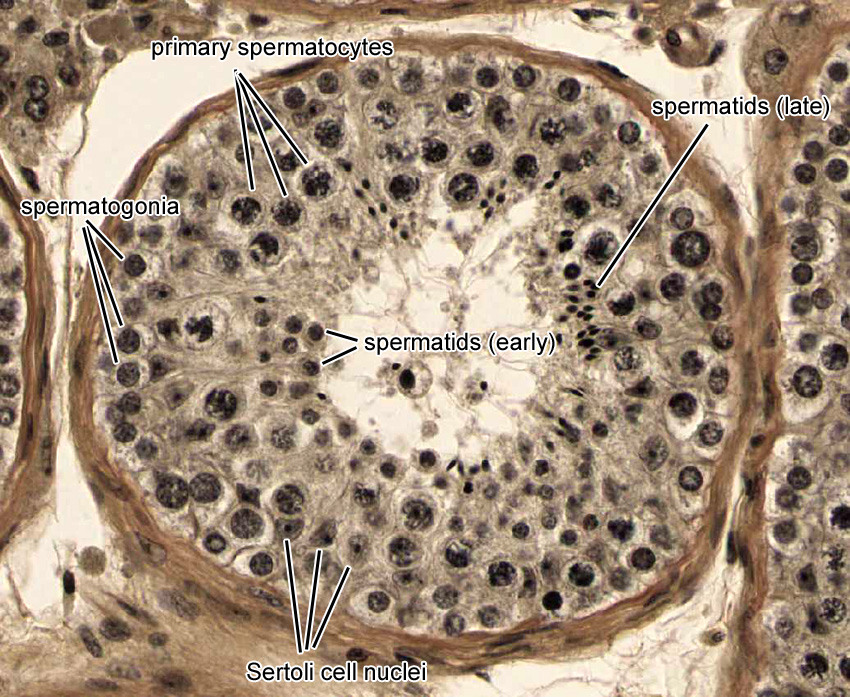 primary spermatocytes
spermatids (late)
spermatogonia
spermatids (early)
Sertoli cell nuclei